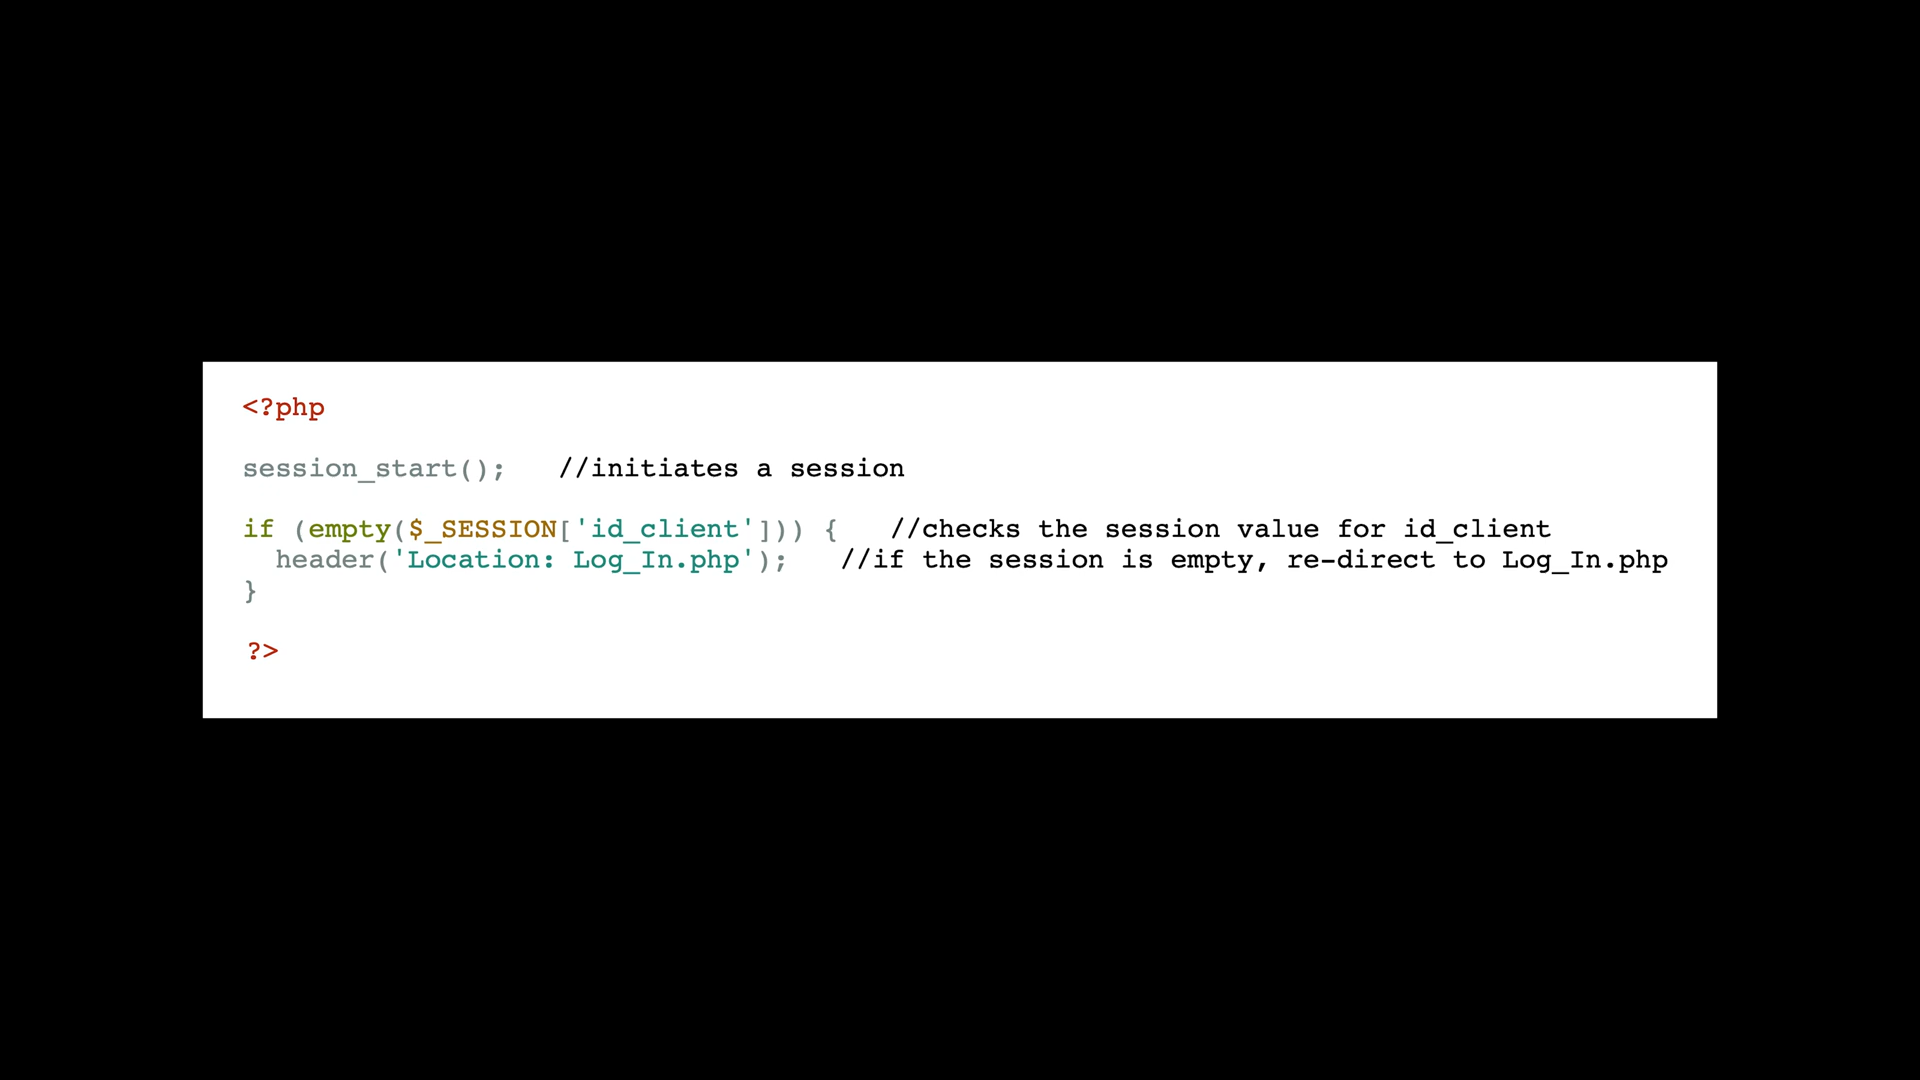 <?php
session_start();   //initiates a session
if (empty($_SESSION['id_client'])) {   //checks the session value for id_client
  header('Location: Log_In.php');   //if the session is empty, re-direct to Log_In.php
}
?>